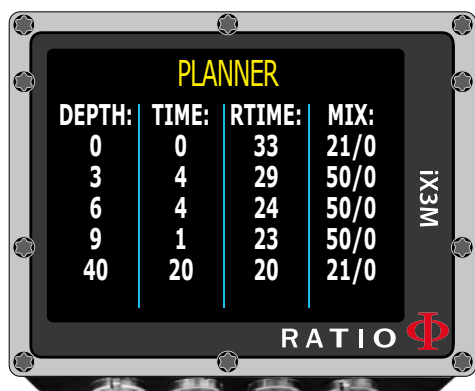 PLANNER
DEPTH: TIME: RTIME: MIX:
0 0 33 21/0
3 4 29 50/0
6 4 24 50/0
9 1 23 50/0
40 20 20 21/0
iX3M
RATIO